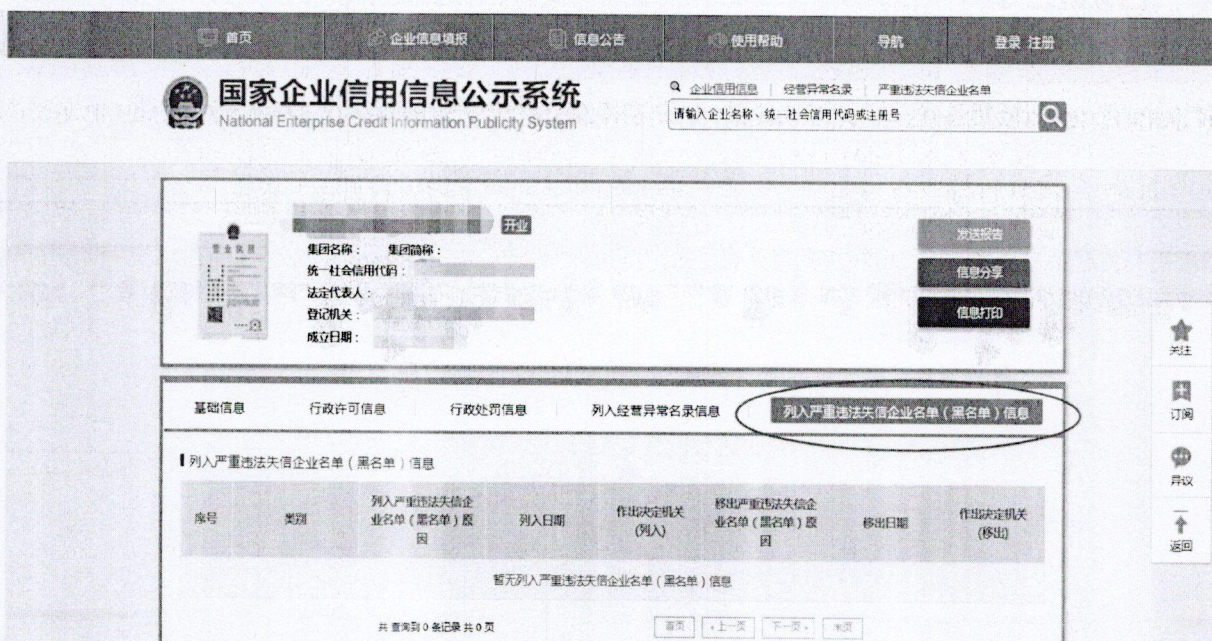 首页 企业信息填报 信息公告 使用帮助 导航 登录 注册
国家企业信用信息公示系统
National Enterprise Credit Information Publicity System
企业信用信息 | 经营异常名录 | 严重违法失信企业名单
请输入企业名称、统一社会信用代码或注册号
开业
营业执照
集团名称： 集团简称：
统一社会信用代码：
法定代表人
登记机关：
成立日期：
发送报告
信息分享
信息打印
关注
订阅
异议
返回
基础信息 行政许可信息 行政处罚信息 列入经营异常名录信息 列入严重违法失信企业名单（黑名单）信息
列入严重违法失信企业名单（黑名单）信息
序号 类别 列入严重违法失信企业名单（黑名单）原因 列入日期 作出决定机关(列入) 移出严重违法失信企业名单（黑名单）原因 移出日期 作出决定机关(移出)
暂无列入严重违法失信企业名单（黑名单）信息
共 查询到 0 条记录 共 0 页 首页 上一页 下一页 末页